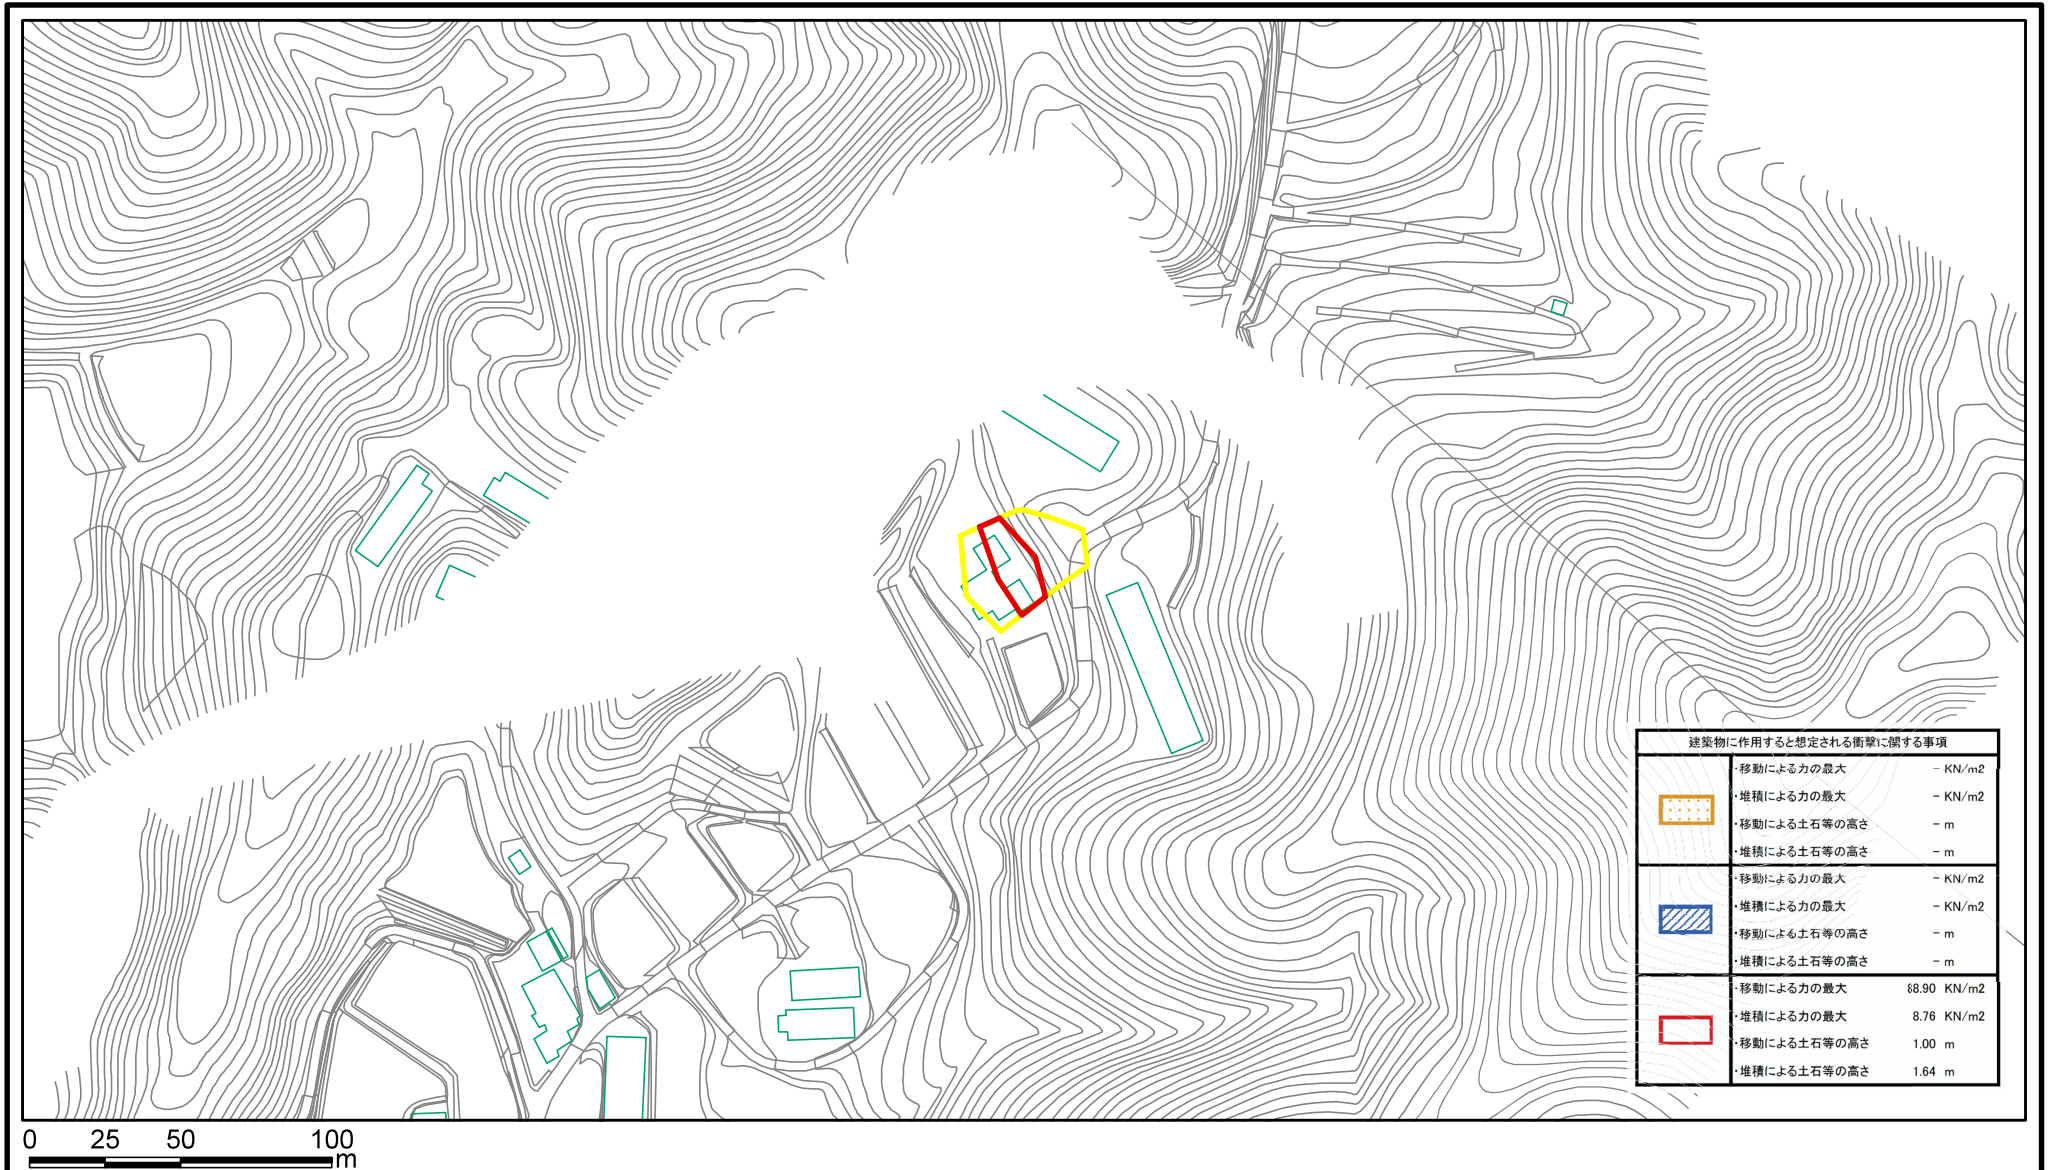 建築物に作用すると想定される衝撃に関する事項
・移動による力の最大 － KN/m2
・堆積による力の最大 － KN/m2
・移動による土石等の高さ － m
・堆積による土石等の高さ － m
・移動による力の最大 － KN/m2
・堆積による力の最大 － KN/m2
・移動による土石等の高さ － m
・堆積による土石等の高さ － m
・移動による力の最大 88.90 KN/m2
・堆積による力の最大 8.76 KN/m2
・移動による土石等の高さ 1.00 m
・堆積による土石等の高さ 1.64 m
0 25 50 100
m